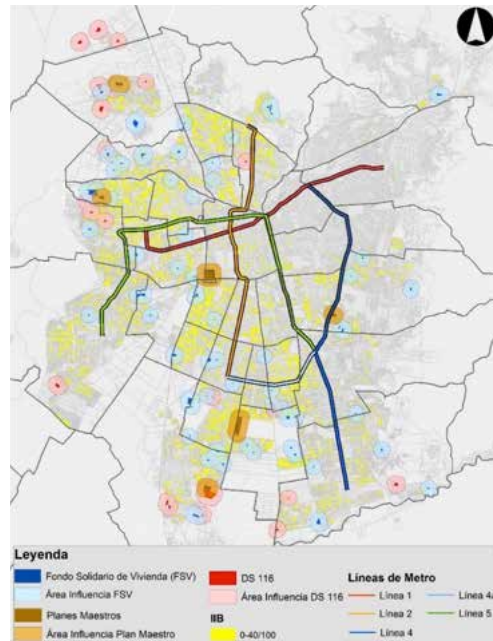 Leyenda
Fondo Solidario de Vivienda (FSV)
Área Influencia FSV
Planes Maestros
Área Influencia Plan Maestro
DS 116
Área Influencia DS 116
IIB
0-40/100
Líneas de Metro
Línea 1
Línea 2
Línea 4
Línea 4A
Línea 5